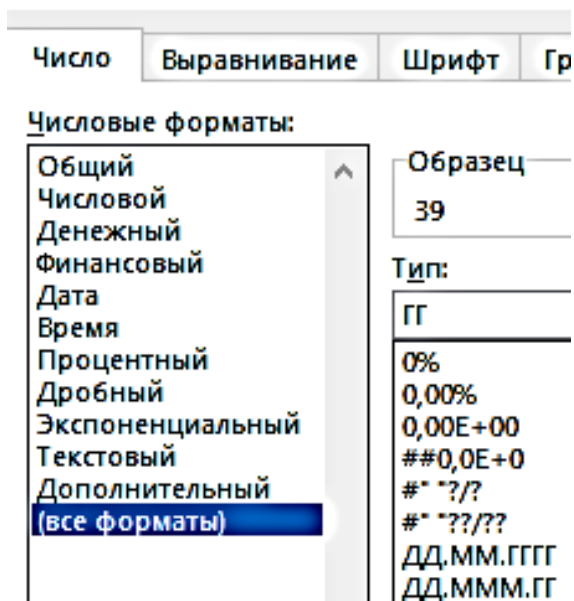 Число Выравнивание Шрифт Гр
Числовые форматы:
Общий
Числовой
Денежный
Финансовый
Дата
Время
Процентный
Дробный
Экспоненциальный
Текстовый
Дополнительный
(все форматы)
Образец
39
Тип:
ГГ
0%
0,00%
0,00E+00
##0,0E+0
#" "?/?
#" "??/??
ДД.ММ.ГГГГ
ДД.МММ.ГГ